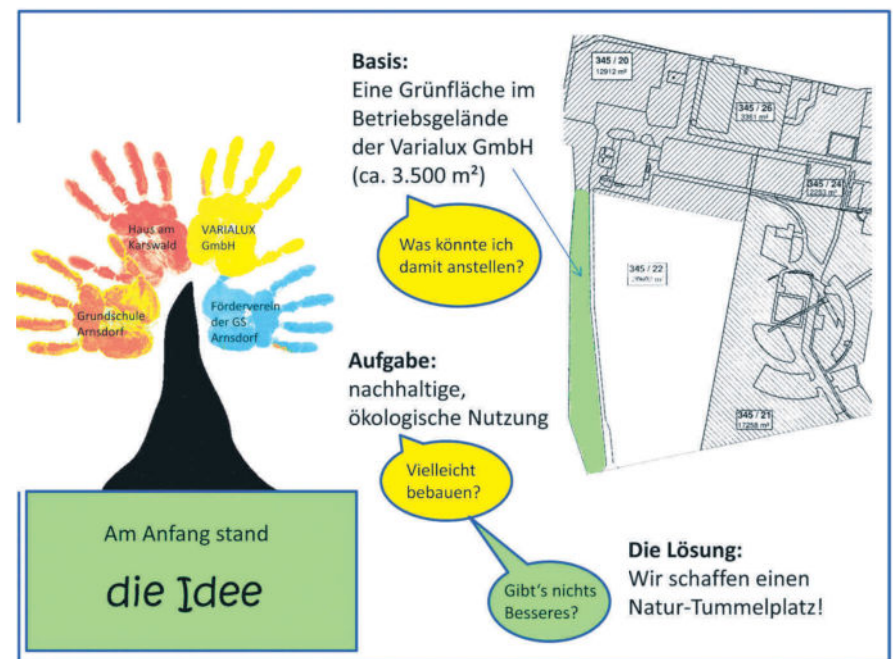 Basis:
Eine Grünfläche im
Betriebsgelände
der Varialux GmbH
(ca. 3.500 m²)
Was könnte ich
damit anstellen?
Haus am
Karswald
VARIALUX
GmbH
Grundschule
Arnsdorf
Förderverein
der GS
Arnsdorf
345 / 20
12912 m²
345 / 26
345 / 24
345 / 22
345 / 21
17258 m²
Aufgabe:
nachhaltige,
ökologische Nutzung
Vielleicht
bebauen?
Am Anfang stand
die Idee
Gibt's nichts
Besseres?
Die Lösung:
Wir schaffen einen
Natur-Tummelplatz!